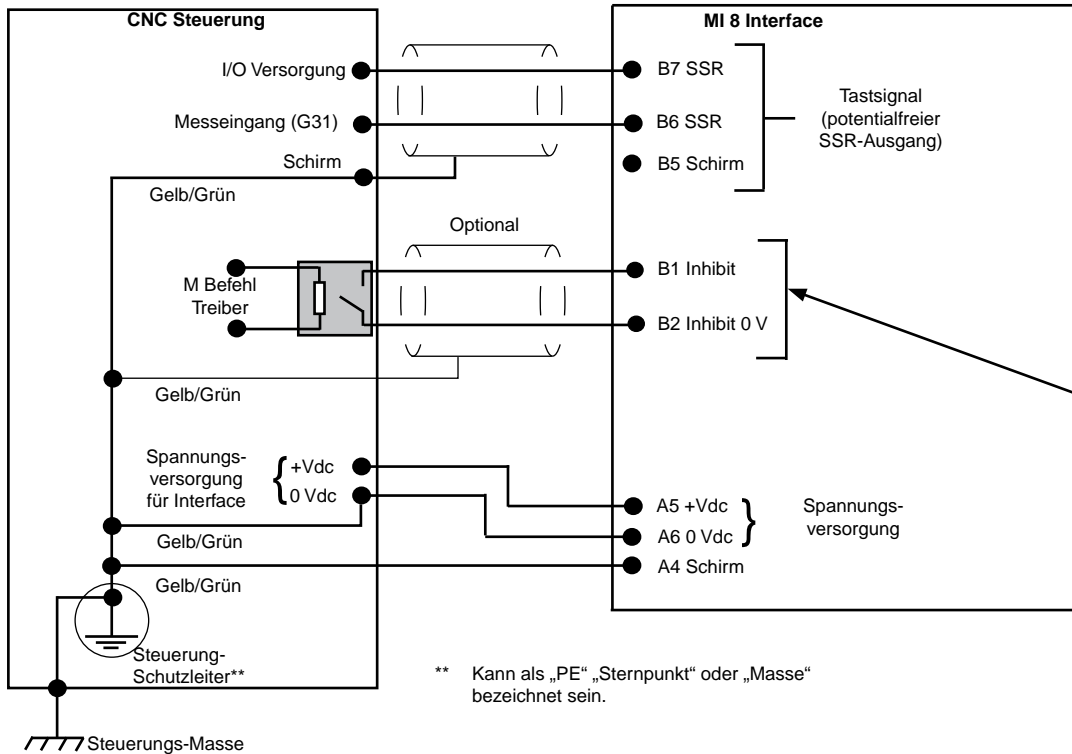 CNC Steuerung
MI 8 Interface
I/O Versorgung
B7 SSR
Messeingang (G31)
B6 SSR
Tastsignal
(potentialfreier
SSR-Ausgang)
Schirm
B5 Schirm
Gelb/Grün
Optional
M Befehl
Treiber
B1 Inhibit
B2 Inhibit 0 V
Gelb/Grün
Spannungs-
versorgung
für Interface
{ +Vdc
0 Vdc
A5 +Vdc
A6 0 Vdc }
A4 Schirm
Spannungs-
versorgung
Gelb/Grün
Gelb/Grün
Steuerung-
Schutzleiter**
** Kann als „PE“ „Sternpunkt” oder „Masse“
bezeichnet sein.
Steuerungs-Masse